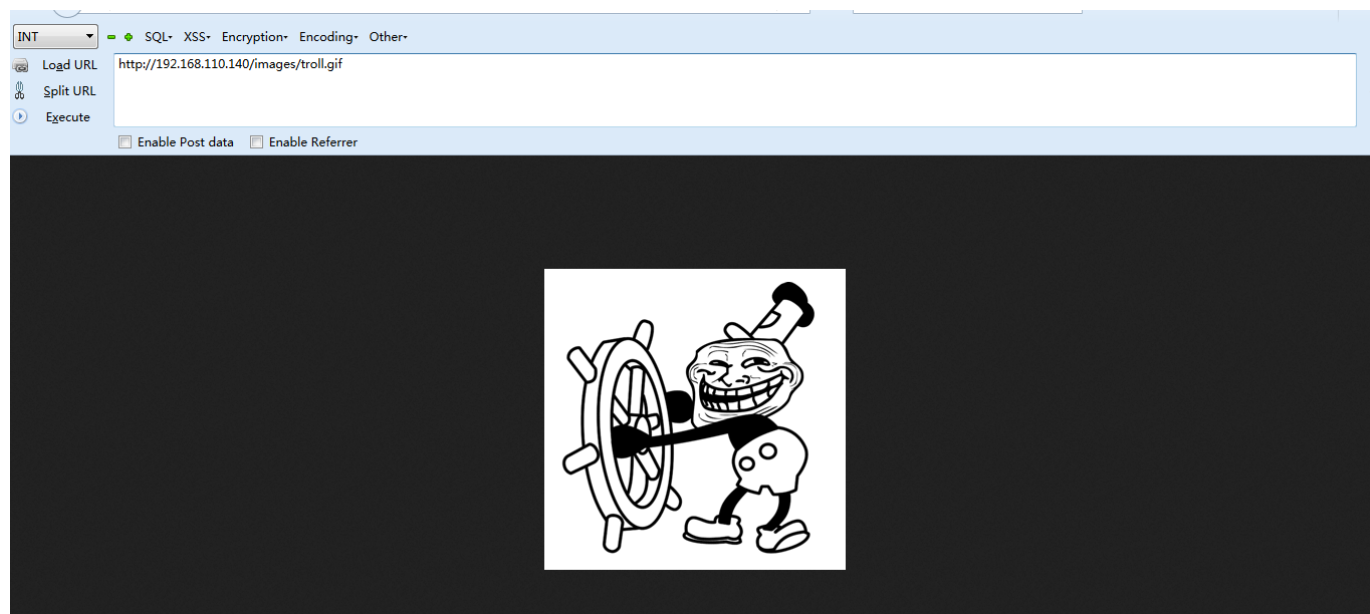 INT SQL- XSS- Encryption- Encoding- Other-
Load URL http://192.168.110.140/images/troll.gif
Split URL
Execute
Enable Post data Enable Referrer